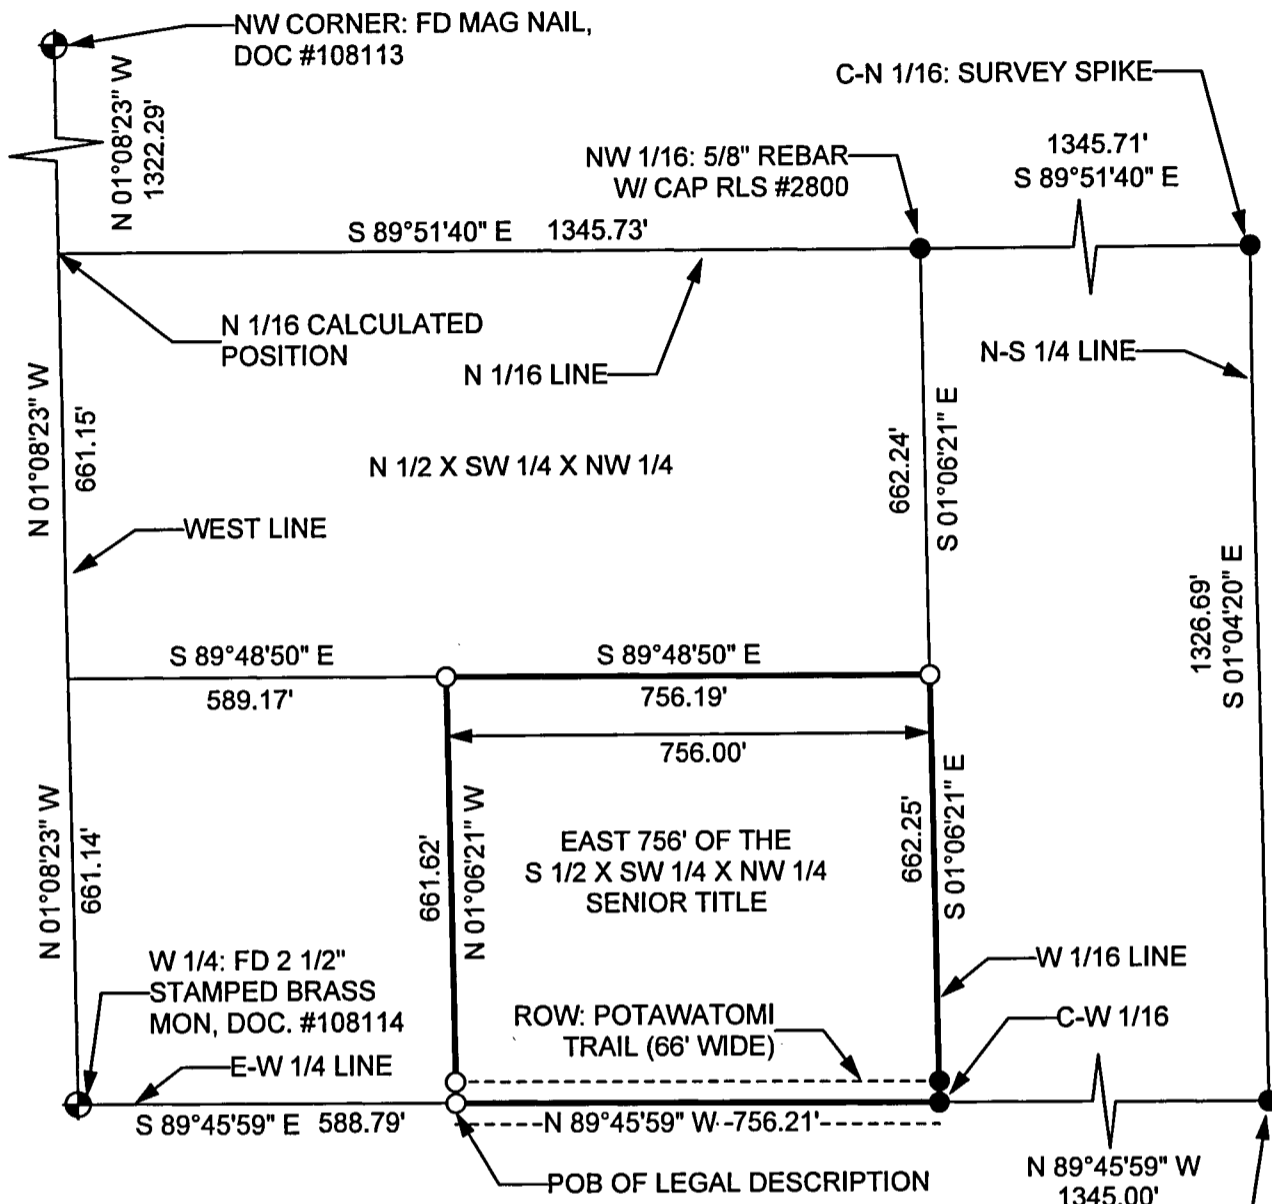 NW CORNER: FD MAG NAIL,
DOC #108113
N 01°08'23" W
1322.29'
C-N 1/16: SURVEY SPIKE
NW 1/16: 5/8" REBAR
W/ CAP RLS #2800
1345.71'
S 89°51'40" E
S 89°51'40" E 1345.73'
N 1/16 CALCULATED
POSITION
N 1/16 LINE
N-S 1/4 LINE
N 01°08'23" W
661.15'
N 1/2 X SW 1/4 X NW 1/4
662.24'
S 01°06'21" E
WEST LINE
1326.69'
S 01°04'20" E
S 89°48'50" E
589.17'
S 89°48'50" E
756.19'
756.00'
N 01°08'23" W
661.14'
661.62'
N 01°06'21" W
EAST 756' OF THE
S 1/2 X SW 1/4 X NW 1/4
SENIOR TITLE
662.25'
S 01°06'21" E
W 1/4: FD 2 1/2"
STAMPED BRASS
MON, DOC. #108114
W 1/16 LINE
ROW: POTAWATOMI
TRAIL (66' WIDE)
C-W 1/16
E-W 1/4 LINE
S 89°45'59" E 588.79'
N 89°45'59" W 756.21'
POB OF LEGAL DESCRIPTION
N 89°45'59" W
1345.00'